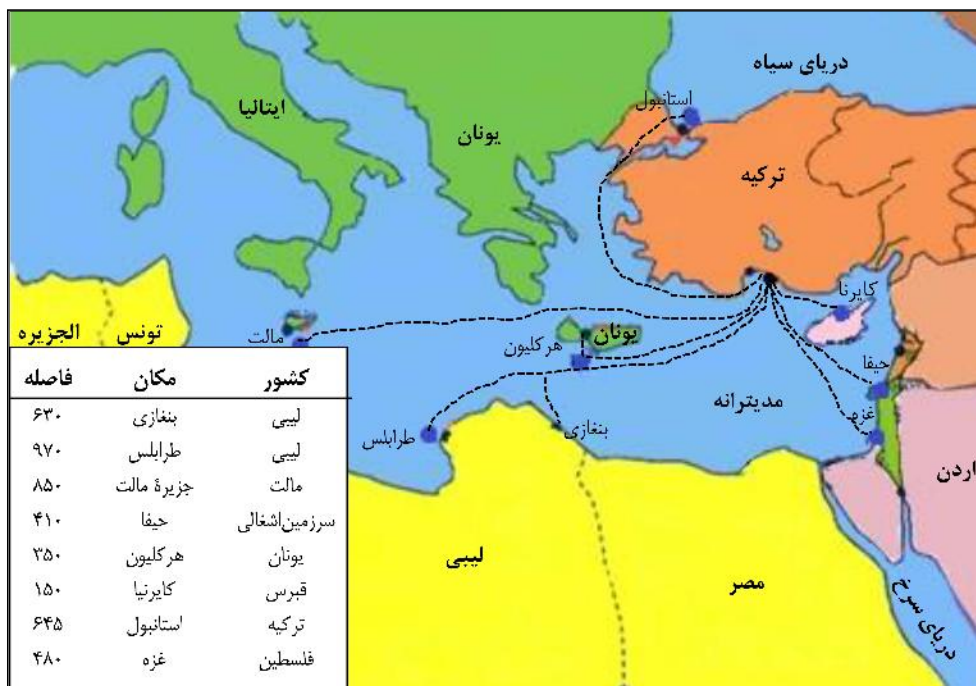 دریای سیاه
استانبول
ایتالیا
یونان
ترکیه
کایرنا
مالت
یونان
هرکلیون
الجزیره
تونس
حیفا
مدیترانه
غزه
بنغازی
طرابلس
اردن
لیبی
مصر
دریای سرخ
کشور مکان فاصله
لیبی بنغازی ۶۳۰
لیبی طرابلس ۹۷۰
مالت جزیرهٔ مالت ۸۵۰
سرزمین‌اشغالی حیفا ۴۱۰
یونان هرکلیون ۳۵۰
قبرس کایرنیا ۱۵۰
ترکیه استانبول ۶۴۵
فلسطین غزه ۴۸۰